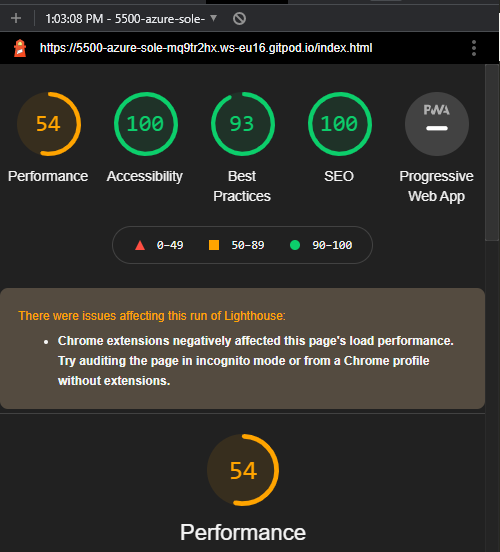 1:03:08 PM - 5500-azure-sole-
https://5500-azure-sole-mq9tr2hx.ws-eu16.gitpod.io/index.html
54
100
93
100
PWA
Performance
Accessibility
Best
Practices
SEO
Progressive
Web App
0–49
50–89
90–100
There were issues affecting this run of Lighthouse:
• Chrome extensions negatively affected this page's load performance.
Try auditing the page in incognito mode or from a Chrome profile
without extensions.
54
Performance